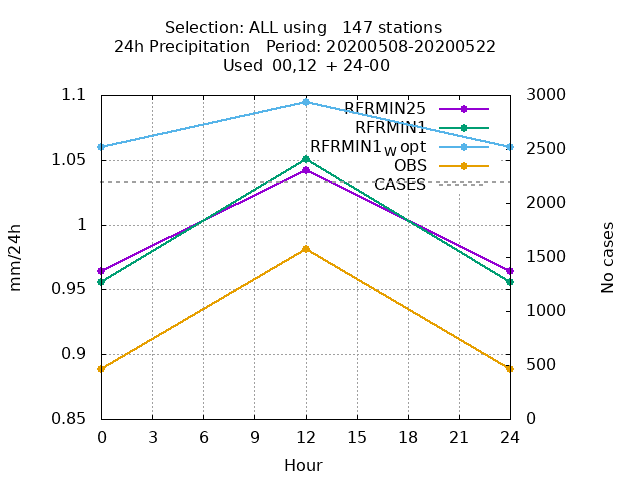 Selection: ALL using   147 stations
24h Precipitation   Period: 20200508-20200522
Used  00,12  + 24-00
1.1
3000
RFRMIN25
RFRMIN1
RFRMIN1w opt
OBS
CASES
1.05
2500
2000
1
1500
0.95
1000
0.9
500
0.85
0
mm/24h
No cases
0 3 6 9 12 15 18 21 24
Hour